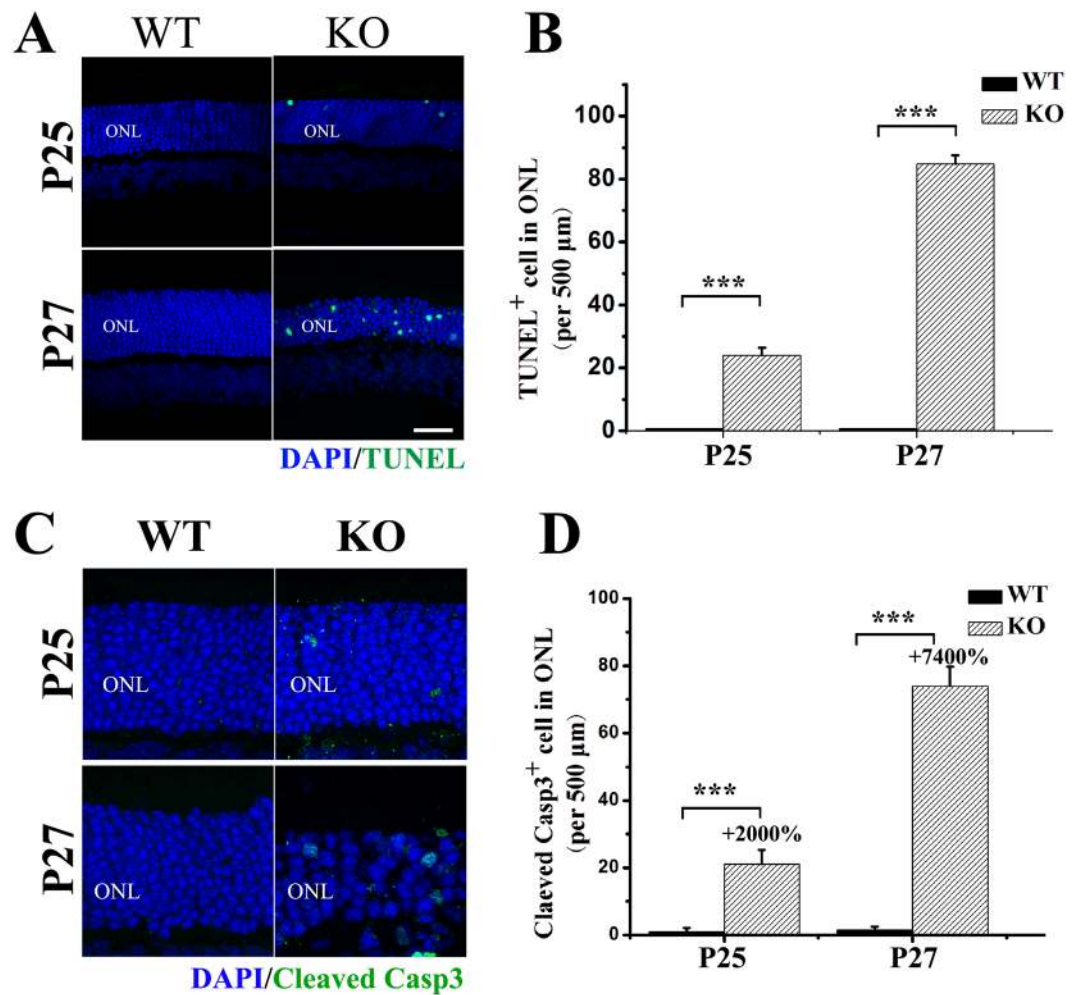 A
WT
KO
P25
ONL
ONL
P27
ONL
ONL
DAPI/TUNEL
B
WT
KO
TUNEL+ cell in ONL
(per 500 μm)
100
80
60
40
20
0
***
***
P25
P27
C
WT
KO
P25
ONL
ONL
P27
ONL
ONL
DAPI/Cleaved Casp3
D
WT
KO
Claeved Casp3+ cell in ONL
(per 500 μm)
100
80
60
40
20
0
***
+2000%
***
+7400%
P25
P27